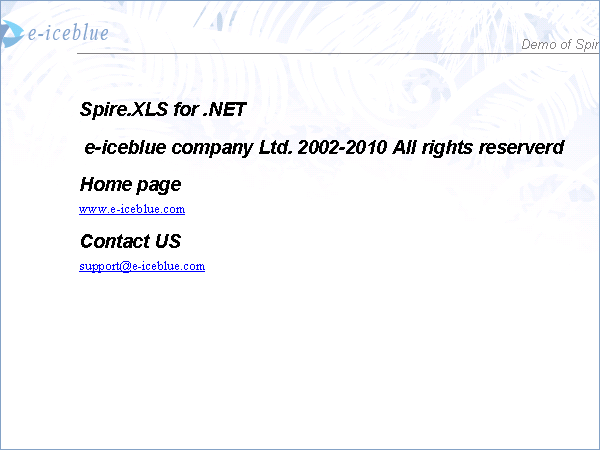 e-iceblue
Demo of Spir
Spire.XLS for .NET
e-iceblue company Ltd. 2002-2010 All rights reserverd
Home page
www.e-iceblue.com
Contact US
support@e-iceblue.com